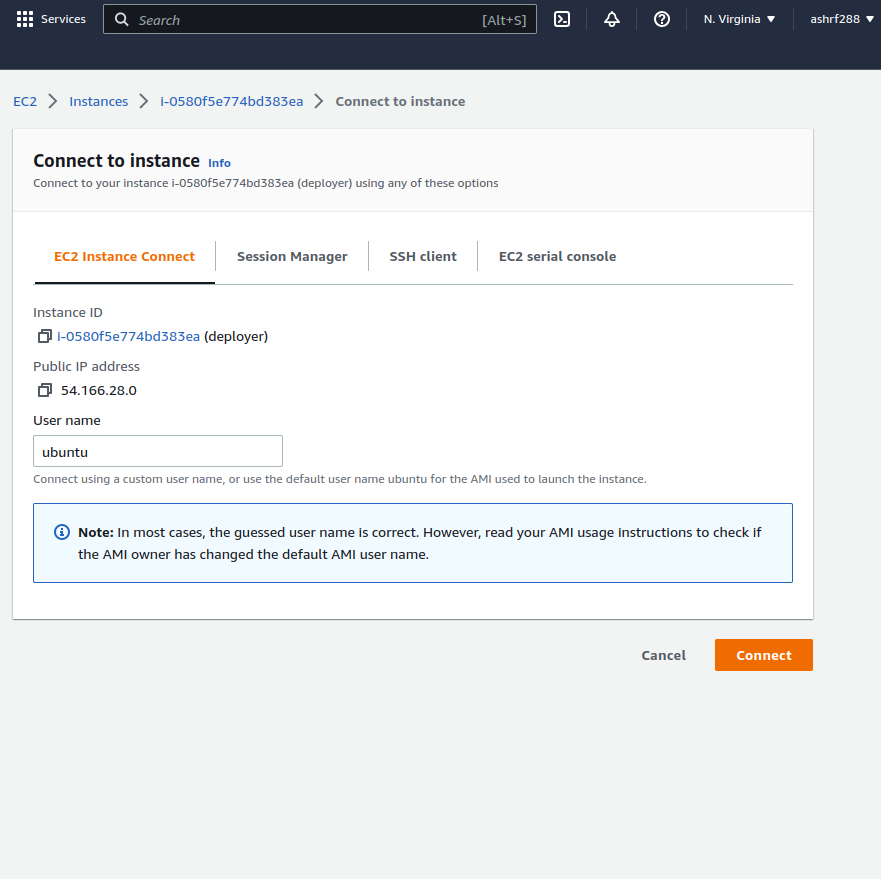 Services
Search [Alt+S]
N. Virginia
ashrf288
EC2 Instances i-0580f5e774bd383ea Connect to instance
Connect to instance Info
Connect to your instance i-0580f5e774bd383ea (deployer) using any of these options
EC2 Instance Connect Session Manager SSH client EC2 serial console
Instance ID
i-0580f5e774bd383ea (deployer)
Public IP address
54.166.28.0
User name
ubuntu
Connect using a custom user name, or use the default user name ubuntu for the AMI used to launch the instance.
Note: In most cases, the guessed user name is correct. However, read your AMI usage instructions to check if
the AMI owner has changed the default AMI user name.
Cancel Connect